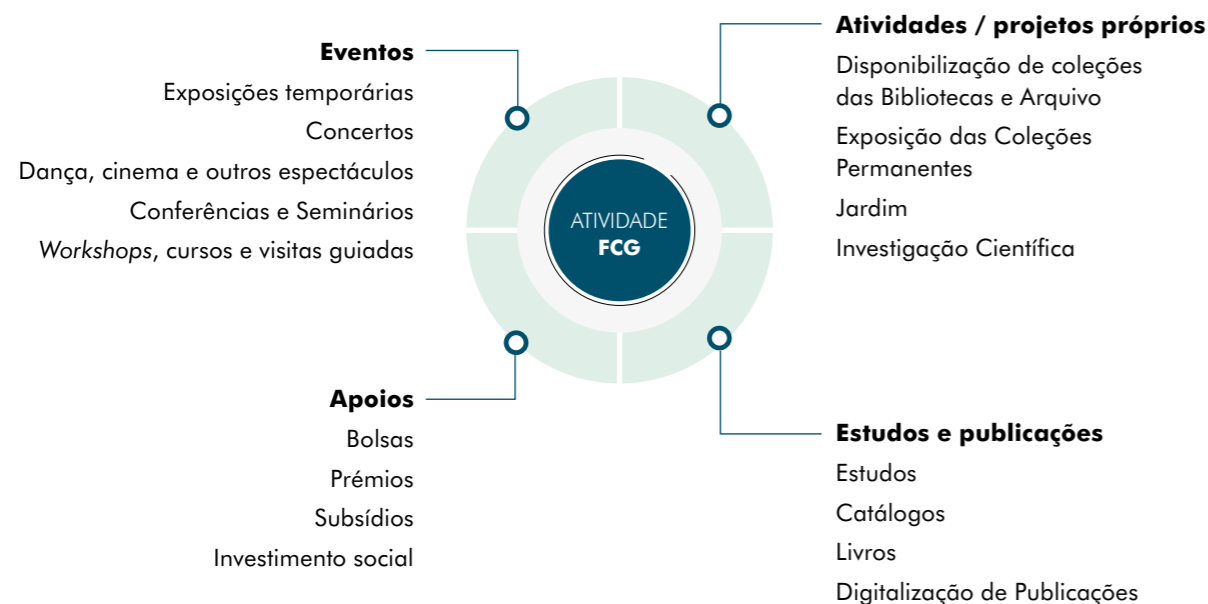 Eventos
Exposições temporárias
Concertos
Dança, cinema e outros espectáculos
Conferências e Seminários
Workshops, cursos e visitas guiadas
Atividades / projetos próprios
Disponibilização de coleções
das Bibliotecas e Arquivo
Exposição das Coleções
Permanentes
Jardim
Investigação Científica
ATIVIDADE
FCG
Apoios
Bolsas
Prémios
Subsídios
Investimento social
Estudos e publicações
Estudos
Catálogos
Livros
Digitalização de Publicações